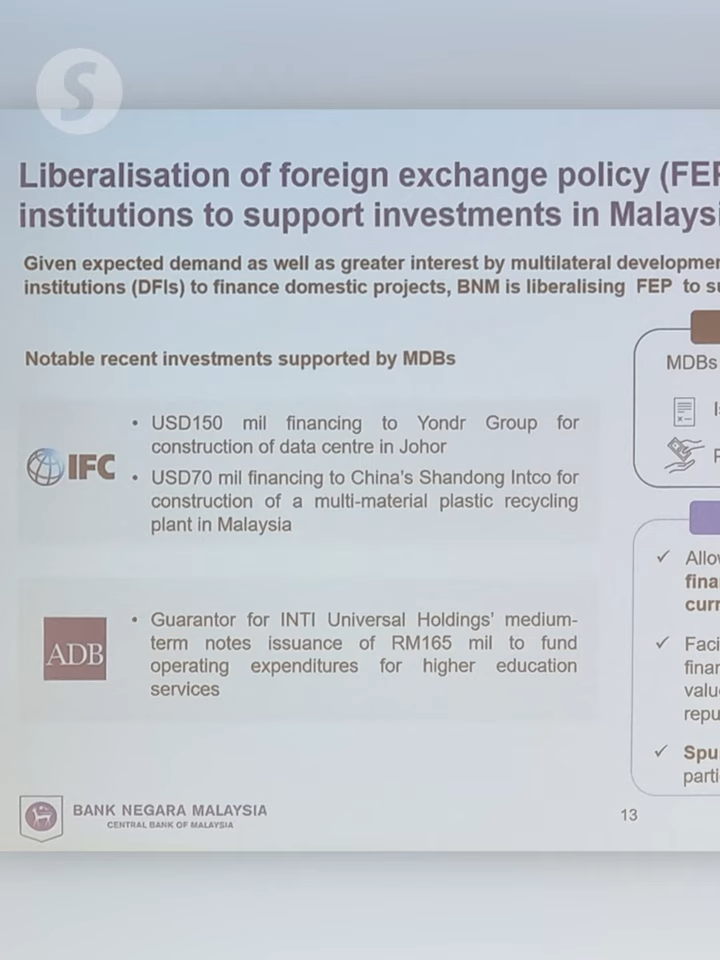 S
Liberalisation of foreign exchange policy (FEP
institutions to support investments in Malaysi
Given expected demand as well as greater interest by multilateral developmen
institutions (DFIs) to finance domestic projects, BNM is liberalising FEP to su
Notable recent investments supported by MDBs
IFC
• USD150 mil financing to Yondr Group for
construction of data centre in Johor
• USD70 mil financing to China's Shandong Intco for
construction of a multi-material plastic recycling
plant in Malaysia
ADB
• Guarantor for INTI Universal Holdings' medium-
term notes issuance of RM165 mil to fund
operating expenditures for higher education
services
MDBs
✓ Allo
fina
curr
✓ Faci
finan
valu
repu
✓ Spu
parti
BANK NEGARA MALAYSIA
CENTRAL BANK OF MALAYSIA
13